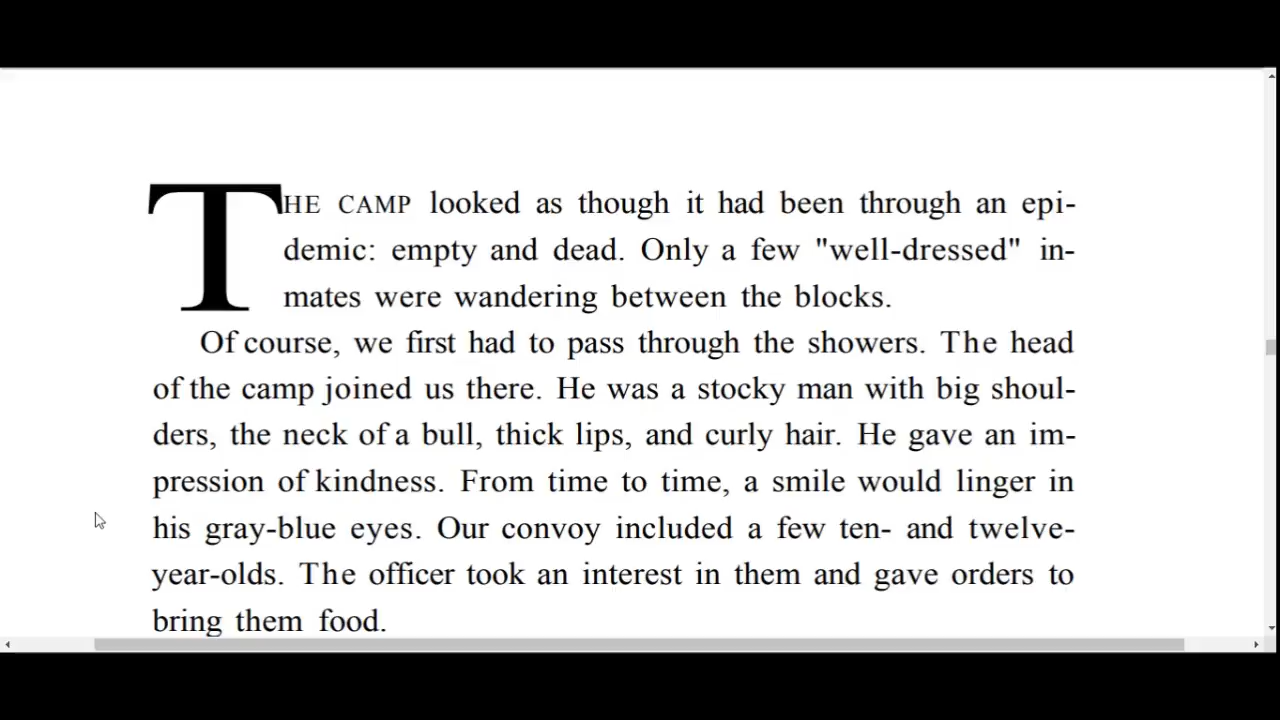 THE CAMP looked as though it had been through an epi-
demic: empty and dead. Only a few "well-dressed" in-
mates were wandering between the blocks.
Of course, we first had to pass through the showers. The head
of the camp joined us there. He was a stocky man with big shoul-
ders, the neck of a bull, thick lips, and curly hair. He gave an im-
pression of kindness. From time to time, a smile would linger in
his gray-blue eyes. Our convoy included a few ten- and twelve-
year-olds. The officer took an interest in them and gave orders to
bring them food.